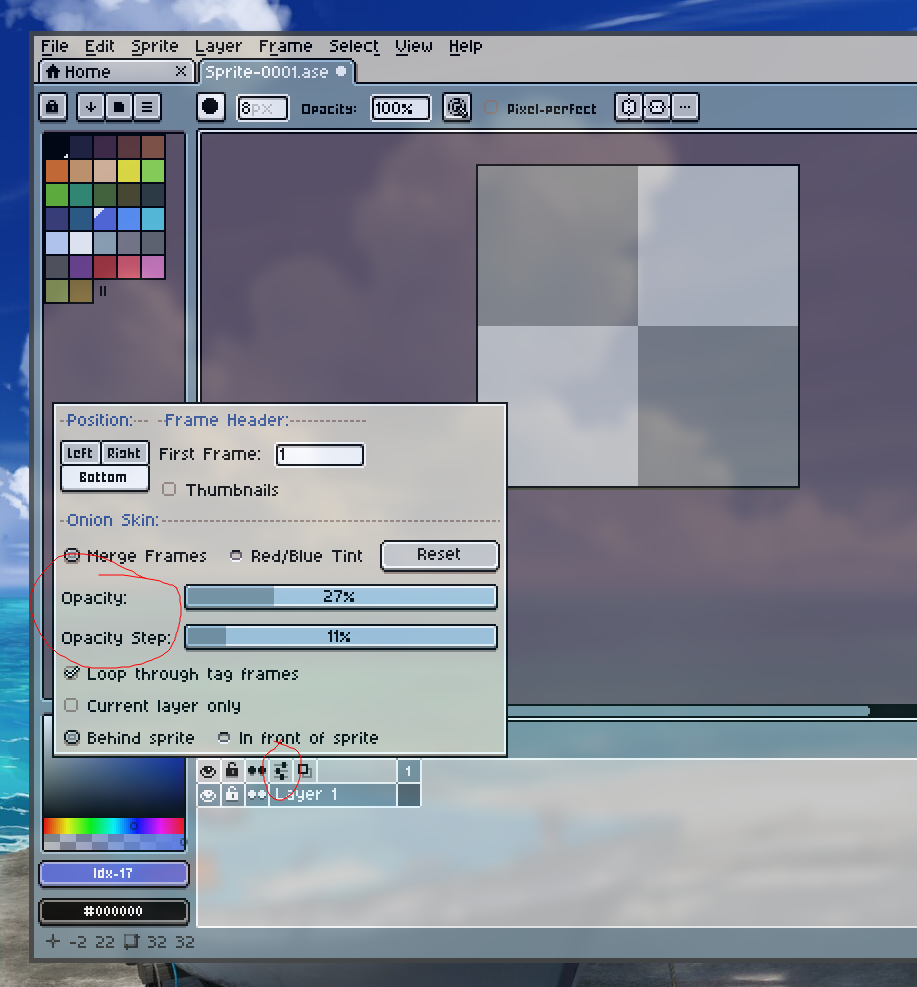 File Edit Sprite Layer Frame Select View Help
Home × Sprite-0001.ase
8px Opacity: 100% Pixel-perfect
Position: Frame Header:
Left Right First Frame: 1
Bottom
Thumbnails
Onion Skin:
Merge Frames Red/Blue Tint Reset
Opacity: 27%
Opacity Step: 11%
Loop through tag frames
Current layer only
Behind sprite In front of sprite
1
Layer 1
Idx-17
#000000
-2 22 32 32